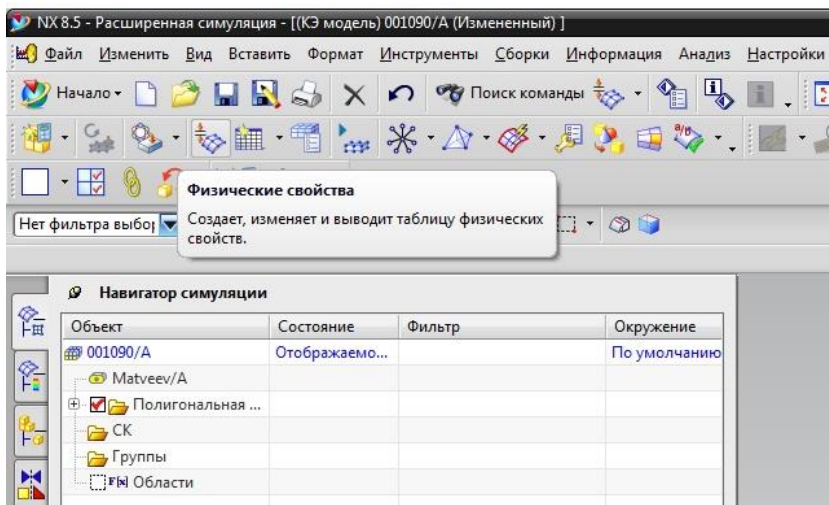 NX 8.5 - Расширенная симуляция - [(КЭ модель) 001090/A (Измененный) ]
Файл Изменить Вид Вставить Формат Инструменты Сборки Информация Анализ Настройки
Начало Поиск команды
a/b
Физические свойства
Нет фильтра выбор
Создает, изменяет и выводит таблицу физических
свойств.
Навигатор симуляции
Объект Состояние Фильтр Окружение
001090/A Отображаемо... По умолчанию
Matveev/A
Полигональная ...
СК
Группы
F(x) Области